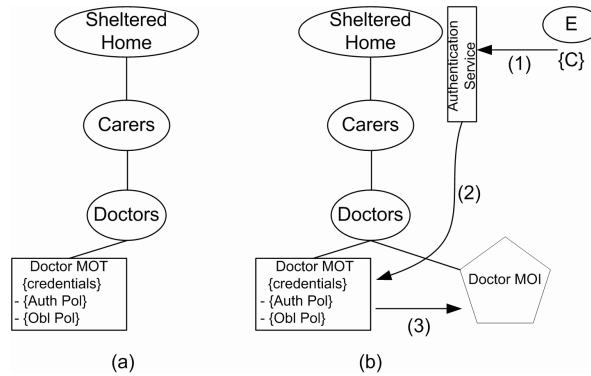 Sheltered
Home
Carers
Doctors
Doctor MOT
{credentials}
- {Auth Pol}
- {Obl Pol}
(a)
Sheltered
Home
Carers
Doctors
Doctor MOT
{credentials}
- {Auth Pol}
- {Obl Pol}
Authentication
Service
E
{C}
(1)
(2)
(3)
Doctor MOI
(b)